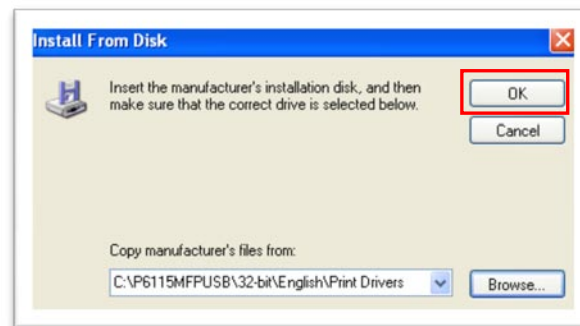 Install From Disk
Insert the manufacturer's installation disk, and then
make sure that the correct drive is selected below.
OK
Cancel
Copy manufacturer's files from:
C:\P6115MFPUSB\32-bit\English\Print Drivers
Browse...